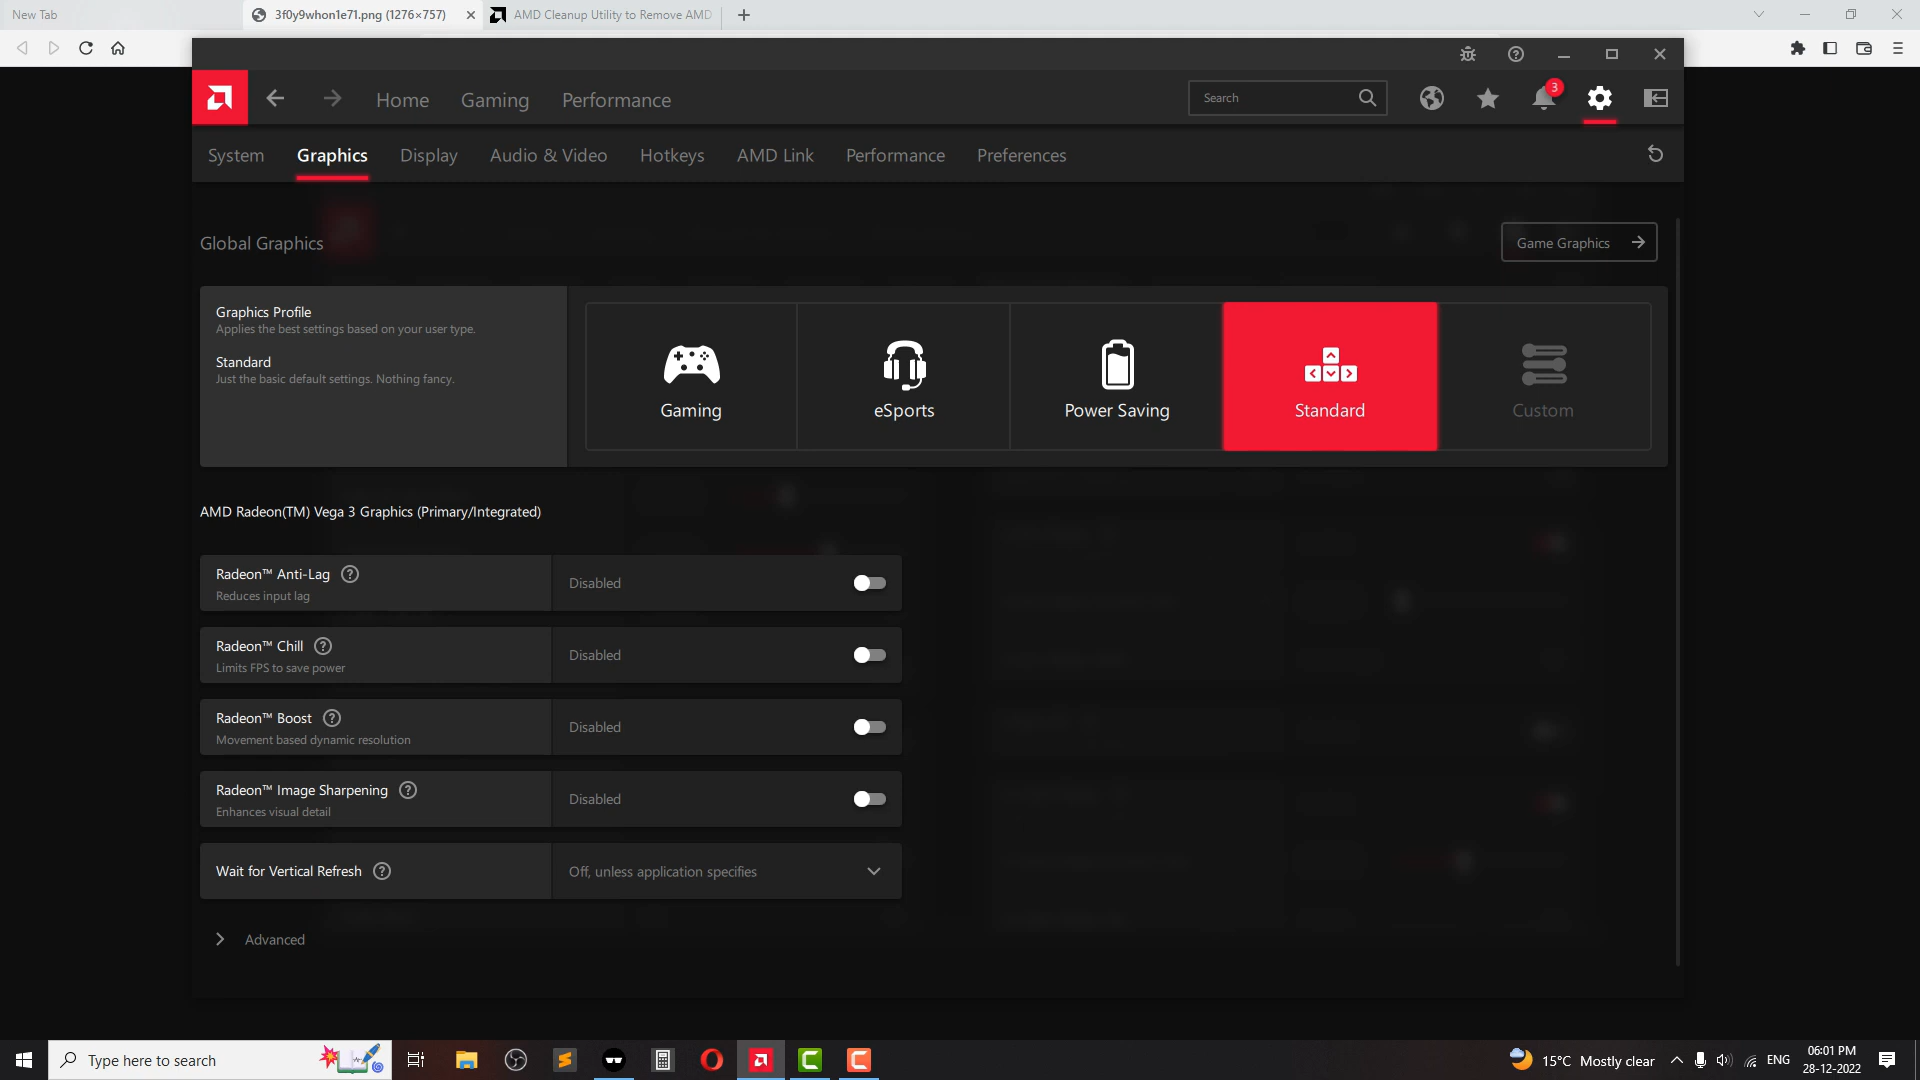 New Tab
3f0y9whon1e71.png (1276×757)
AMD Cleanup Utility to Remove AMD
Home
Gaming
Performance
Search
3
System
Graphics
Display
Audio & Video
Hotkeys
AMD Link
Performance
Preferences
Global Graphics
Game Graphics
Graphics Profile
Applies the best settings based on your user type.
Standard
Just the basic default settings. Nothing fancy.
Gaming
eSports
Power Saving
Standard
Custom
AMD Radeon(TM) Vega 3 Graphics (Primary/Integrated)
Radeon™ Anti-Lag
Reduces input lag
Disabled
Radeon™ Chill
Limits FPS to save power
Disabled
Radeon™ Boost
Movement based dynamic resolution
Disabled
Radeon™ Image Sharpening
Enhances visual detail
Disabled
Wait for Vertical Refresh
Off, unless application specifies
Advanced
Type here to search
15°C Mostly clear
ENG
06:01 PM
28-12-2022